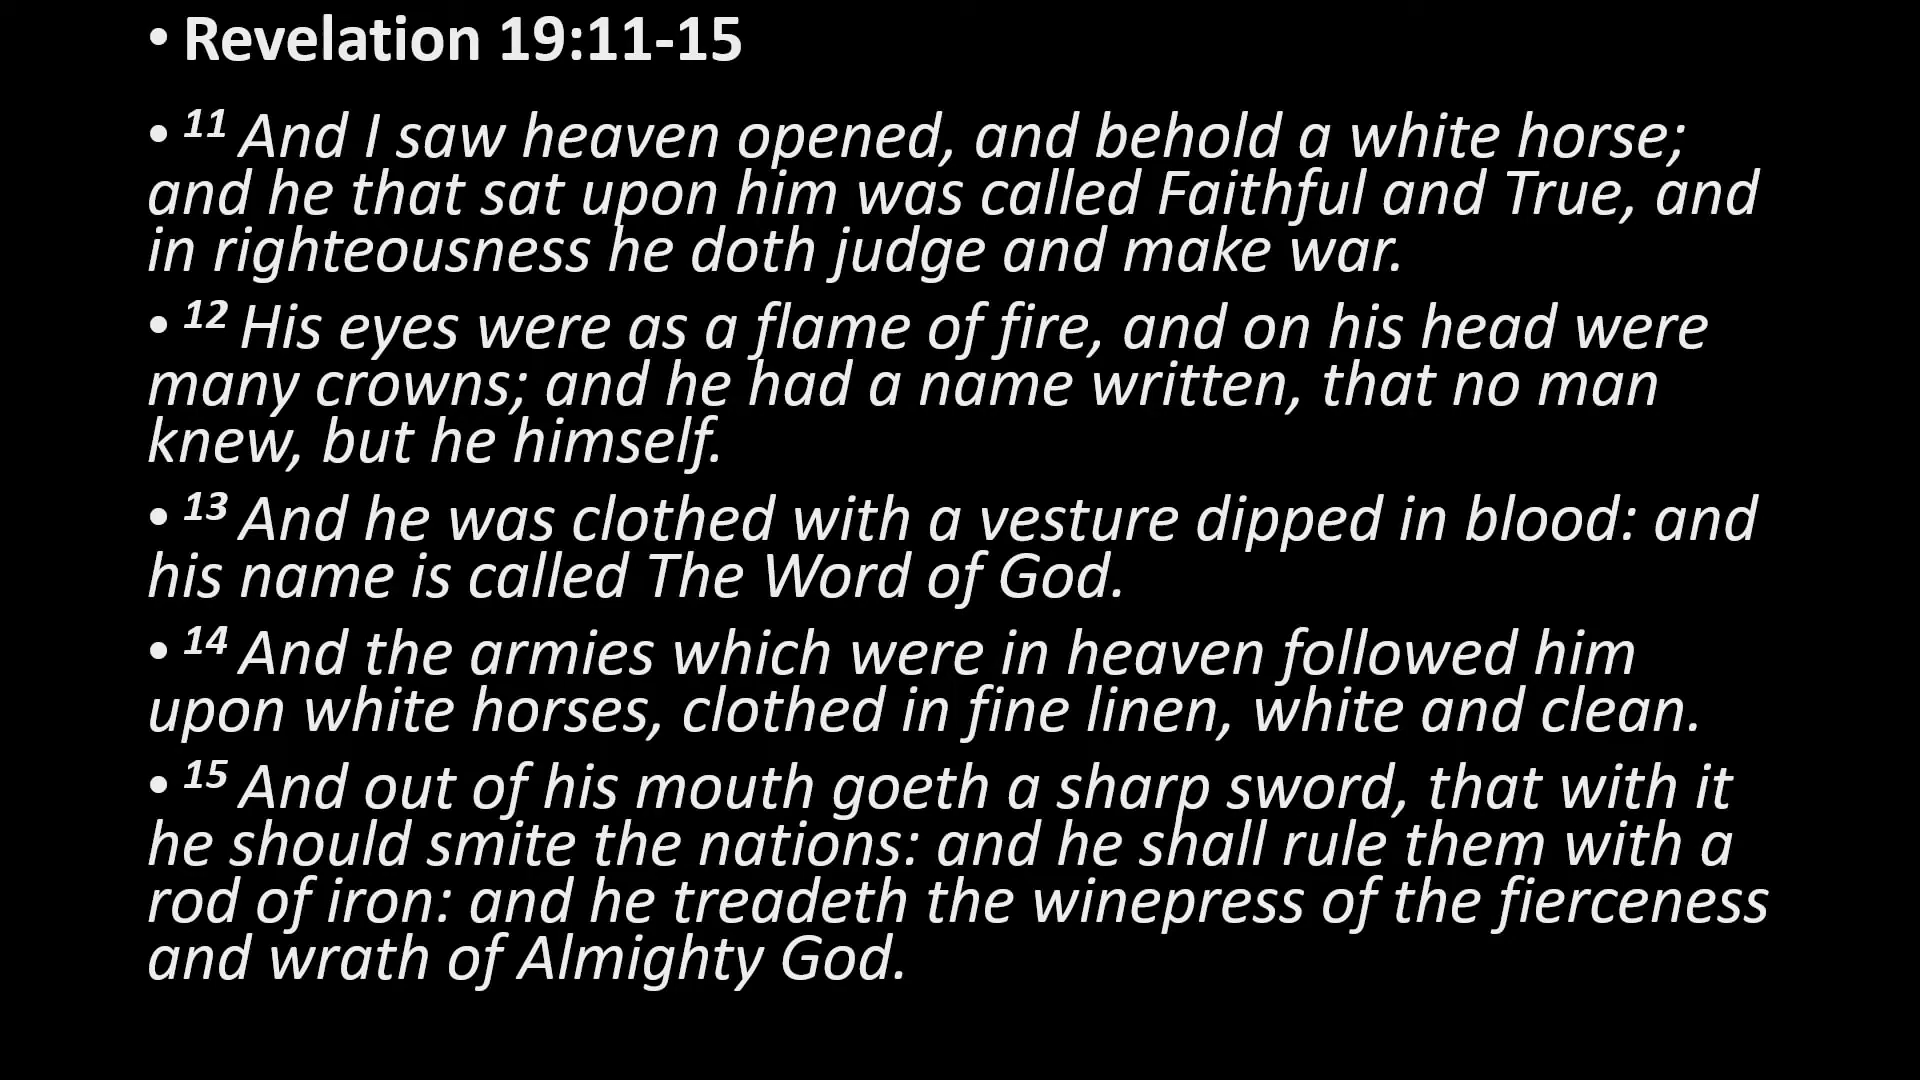 • Revelation 19:11-15
• 11 And I saw heaven opened, and behold a white horse;
and he that sat upon him was called Faithful and True, and
in righteousness he doth judge and make war.
• 12 His eyes were as a flame of fire, and on his head were
many crowns; and he had a name written, that no man
knew, but he himself.
• 13 And he was clothed with a vesture dipped in blood: and
his name is called The Word of God.
• 14 And the armies which were in heaven followed him
upon white horses, clothed in fine linen, white and clean.
• 15 And out of his mouth goeth a sharp sword, that with it
he should smite the nations: and he shall rule them with a
rod of iron: and he treadeth the winepress of the fierceness
and wrath of Almighty God.